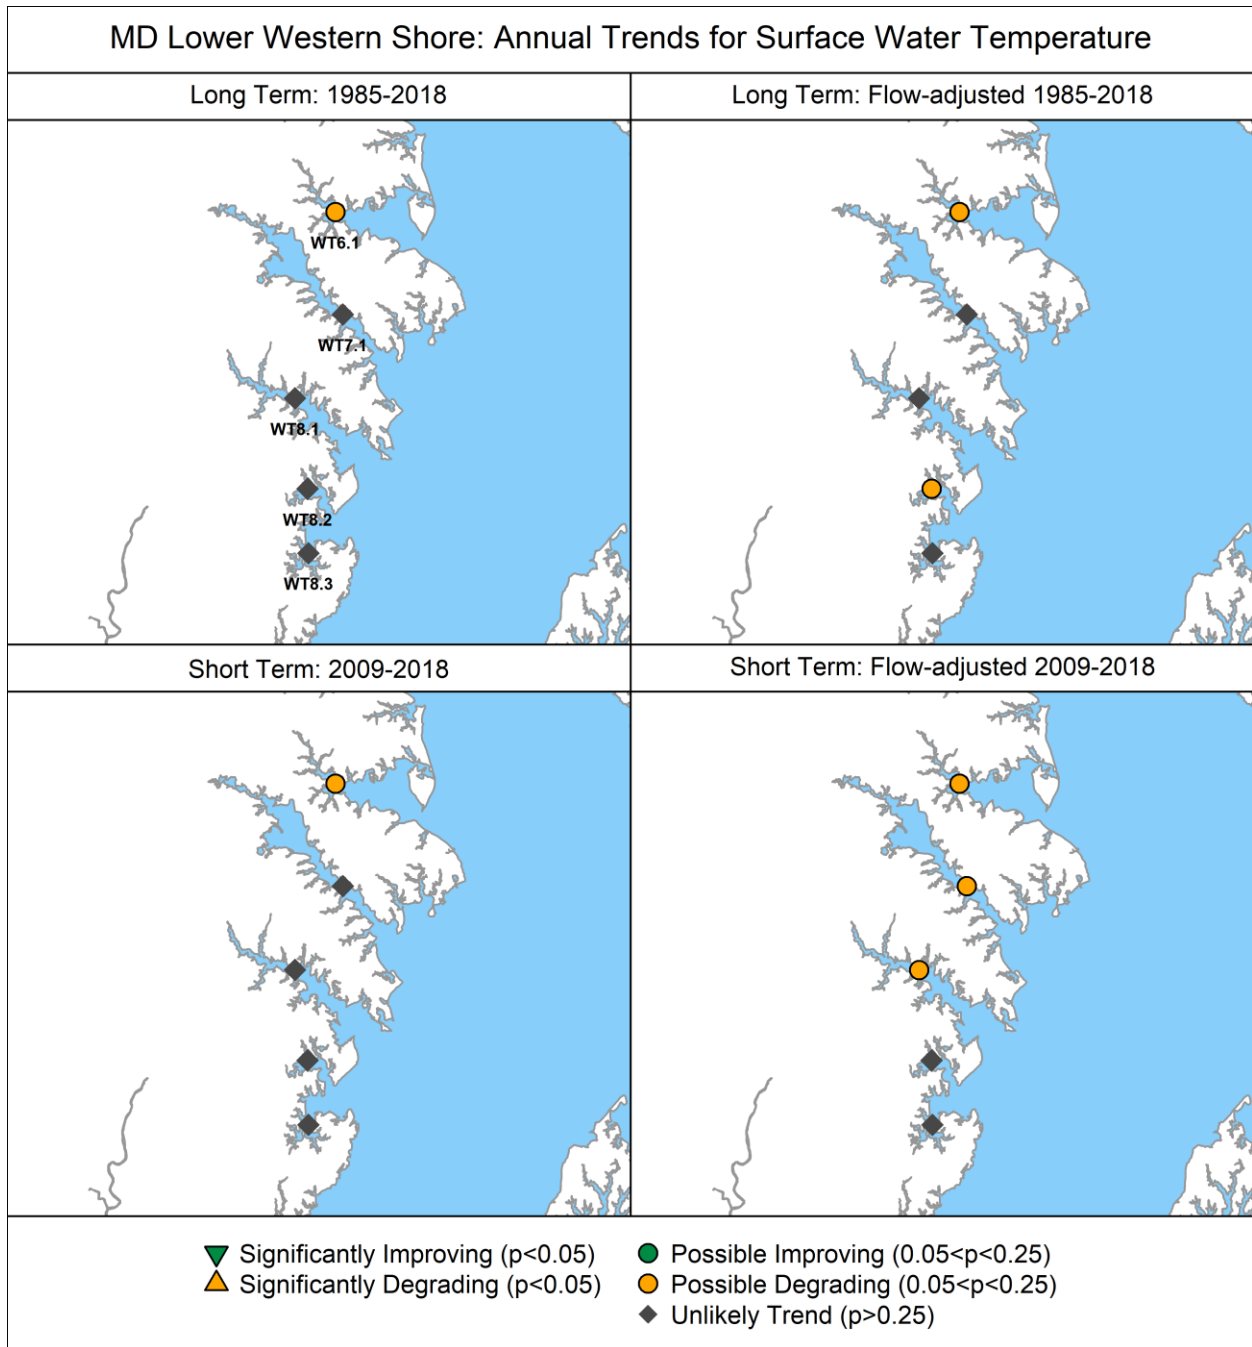 MD Lower Western Shore: Annual Trends for Surface Water Temperature
Long Term: 1985-2018
Long Term: Flow-adjusted 1985-2018
WT6.1
WT7.1
WT8.1
WT8.2
WT8.3
Short Term: 2009-2018
Short Term: Flow-adjusted 2009-2018
Significantly Improving (p<0.05)
Significantly Degrading (p<0.05)
Possible Improving (0.05<p<0.25)
Possible Degrading (0.05<p<0.25)
Unlikely Trend (p>0.25)